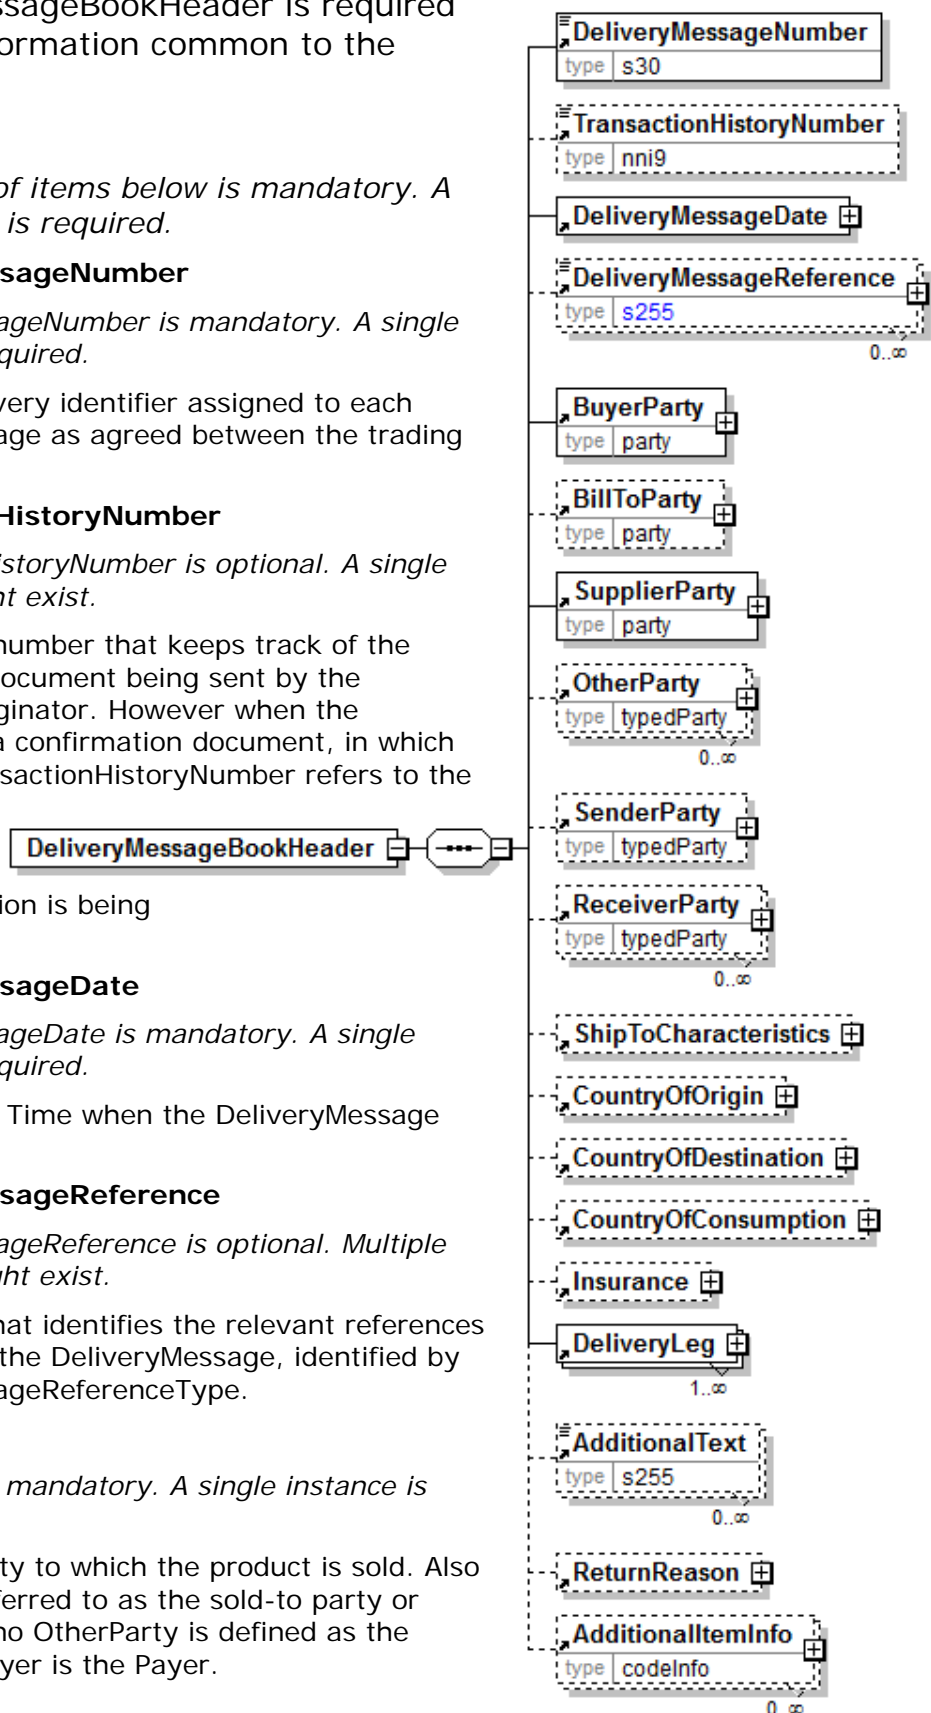 ssageBookHeader is required
ormation common to the
of items below is mandatory. A
is required.
ssageNumber
ageNumber is mandatory. A single
quired.
very identifier assigned to each
age as agreed between the trading
HistoryNumber
istoryNumber is optional. A single
nt exist.
number that keeps track of the
ocument being sent by the
ginator. However when the
a confirmation document, in which
nsactionHistoryNumber refers to the
DeliveryMessageBookHeader
tion is being
ssageDate
ageDate is mandatory. A single
quired.
Time when the DeliveryMessage
ssageReference
ageReference is optional. Multiple
ght exist.
hat identifies the relevant references
the DeliveryMessage, identified by
ageReferenceType.
mandatory. A single instance is
ty to which the product is sold. Also
ferred to as the sold-to party or
no OtherParty is defined as the
yer is the Payer.
DeliveryMessageNumber
type s30
TransactionHistoryNumber
type nni9
DeliveryMessageDate
DeliveryMessageReference
type s255
0..∞
BuyerParty
type party
BillToParty
type party
SupplierParty
type party
OtherParty
type typedParty
0..∞
SenderParty
type typedParty
ReceiverParty
type typedParty
0..∞
ShipToCharacteristics
CountryOfOrigin
CountryOfDestination
CountryOfConsumption
Insurance
DeliveryLeg
1..∞
AdditionalText
type s255
0..∞
ReturnReason
AdditionalItemInfo
type codeInfo
0..∞